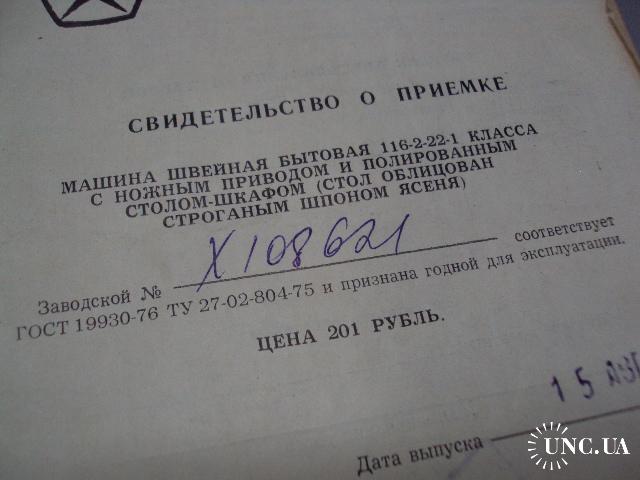 СВИДЕТЕЛЬСТВО О ПРИЕМКЕ
МАШИНА ШВЕЙНАЯ БЫТОВАЯ 116-2-22-1 КЛАССА
С НОЖНЫМ ПРИВОДОМ И ПОЛИРОВАННЫМ
СТОЛОМ-ШКАФОМ (СТОЛ ОБЛИЦОВАН
СТРОГАНЫМ ШПОНОМ ЯСЕНЯ)
Заводской № Х108621 соответствует
ГОСТ 19930-76 ТУ 27-02-804-75 и признана годной для эксплуатации.
ЦЕНА 201 РУБЛЬ.
15
Дата выпуска
UNC.UA